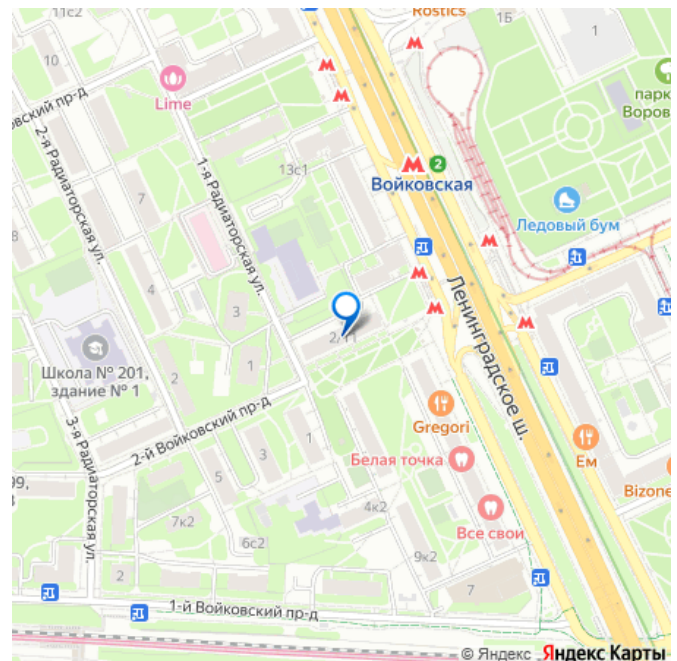 11с2
Rostics
1Б
1
10
Lime
парк
Воров
2-й Войковский пр-д
13с1
2
Войковская
2-я Радиаторская ул.
1-я Радиаторская ул.
7
Ледовый бум
8
4
3
Ленинградское ш.
2/11
1
Школа № 201,
здание № 1
2
2-й Войковский пр-д
Gregori
Ем
3-я Радиаторская ул.
1
3
Белая точка
5
99,
Bizone
4к2
Все свои
7к2
6с2
9к2
2
7
1-й Войковский пр-д
© Яндекс Яндекс Карты